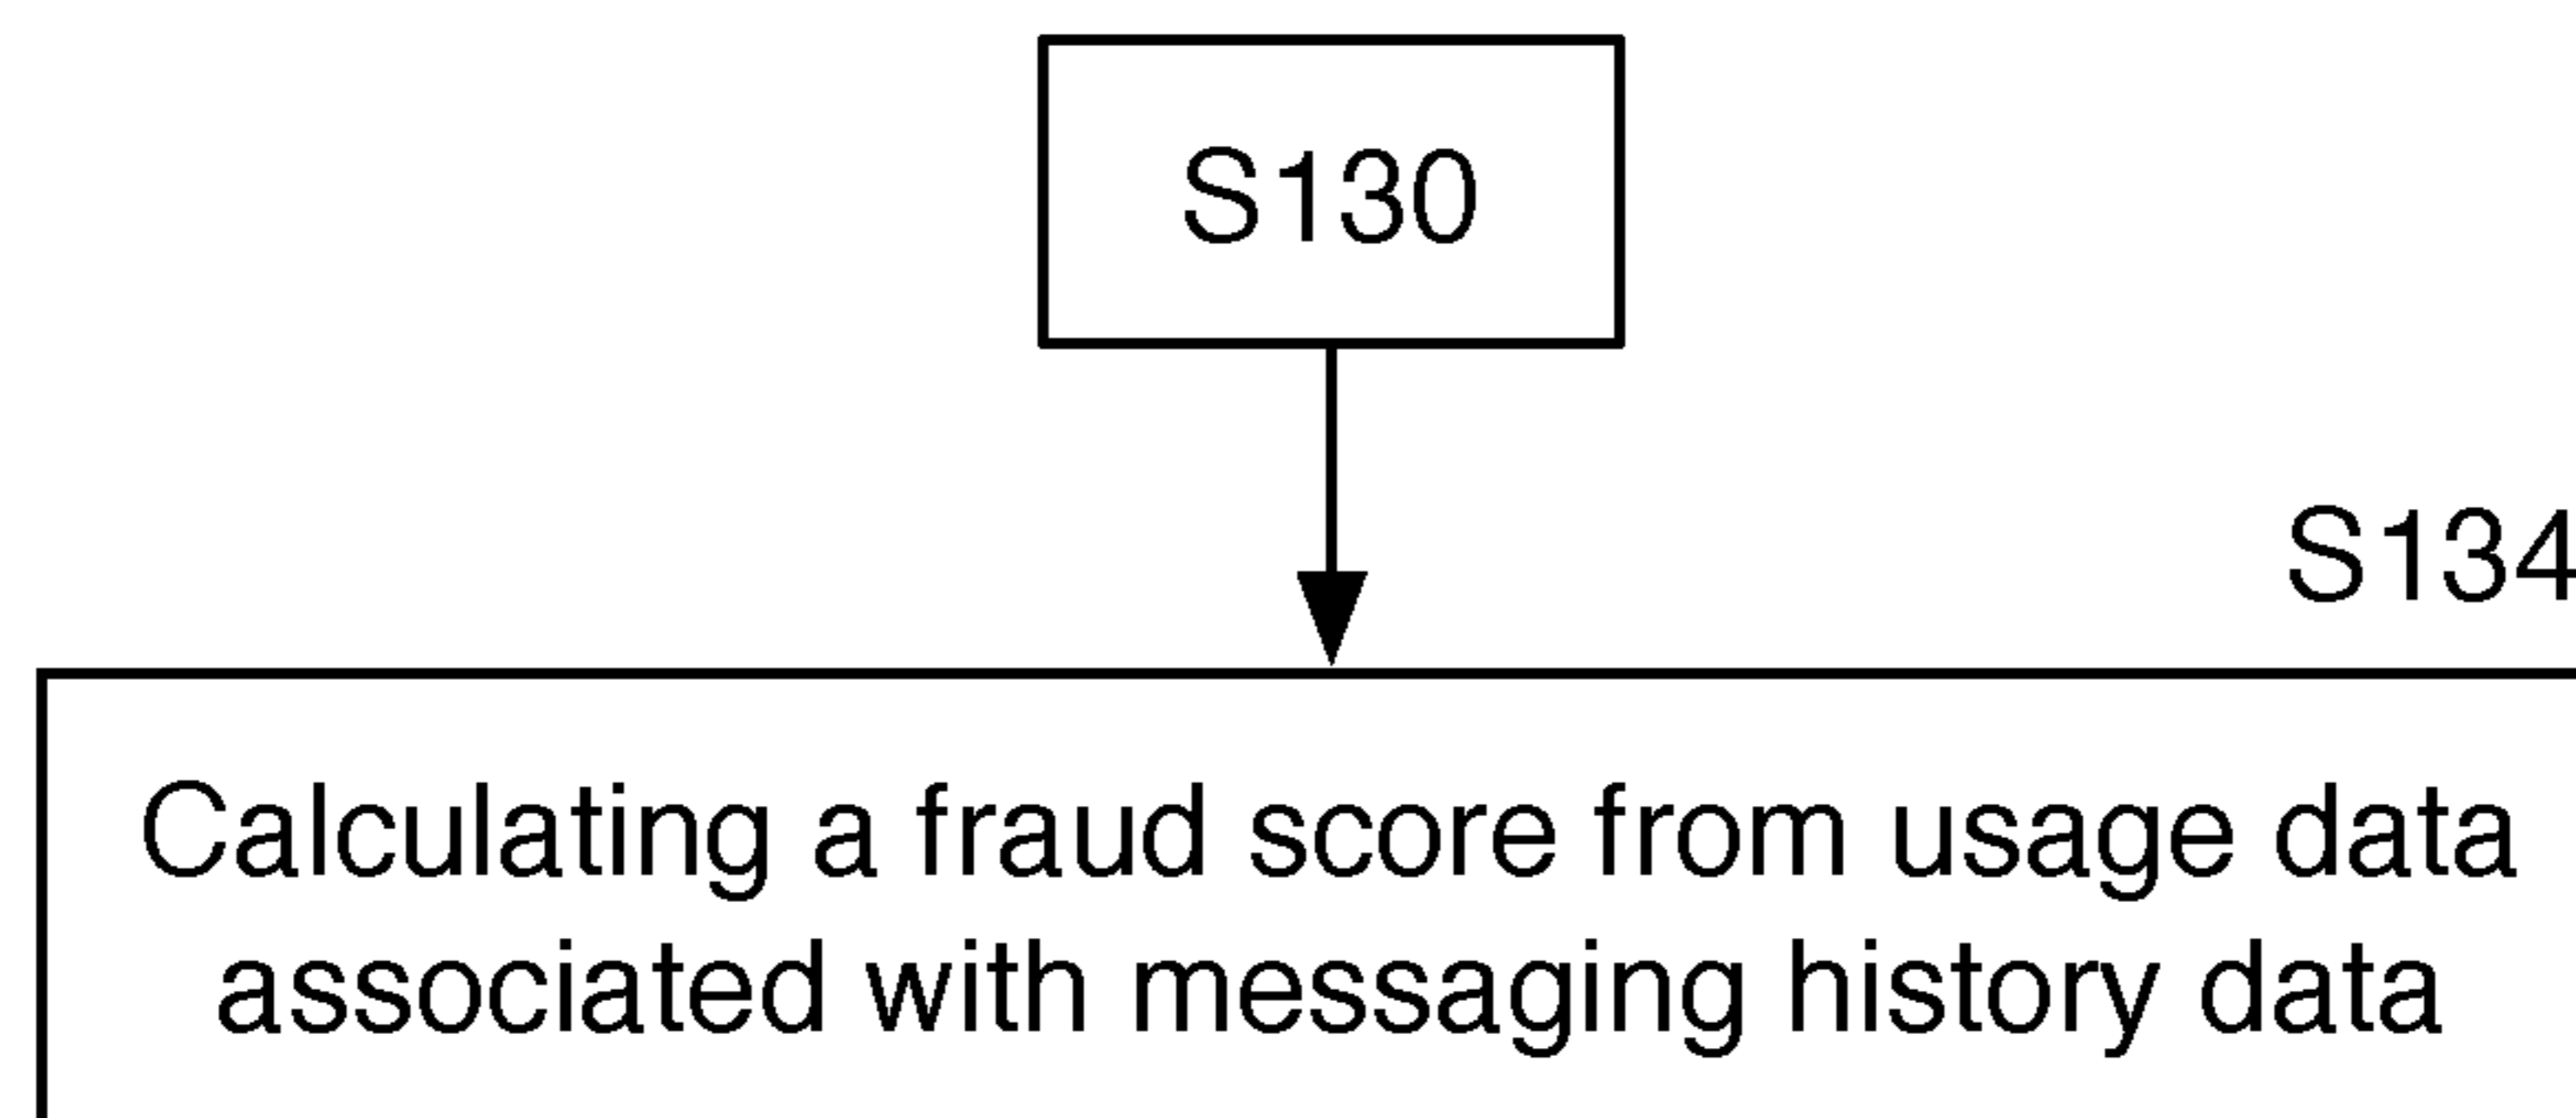 S130
S134
Calculating a fraud score from usage data
associated with messaging history data